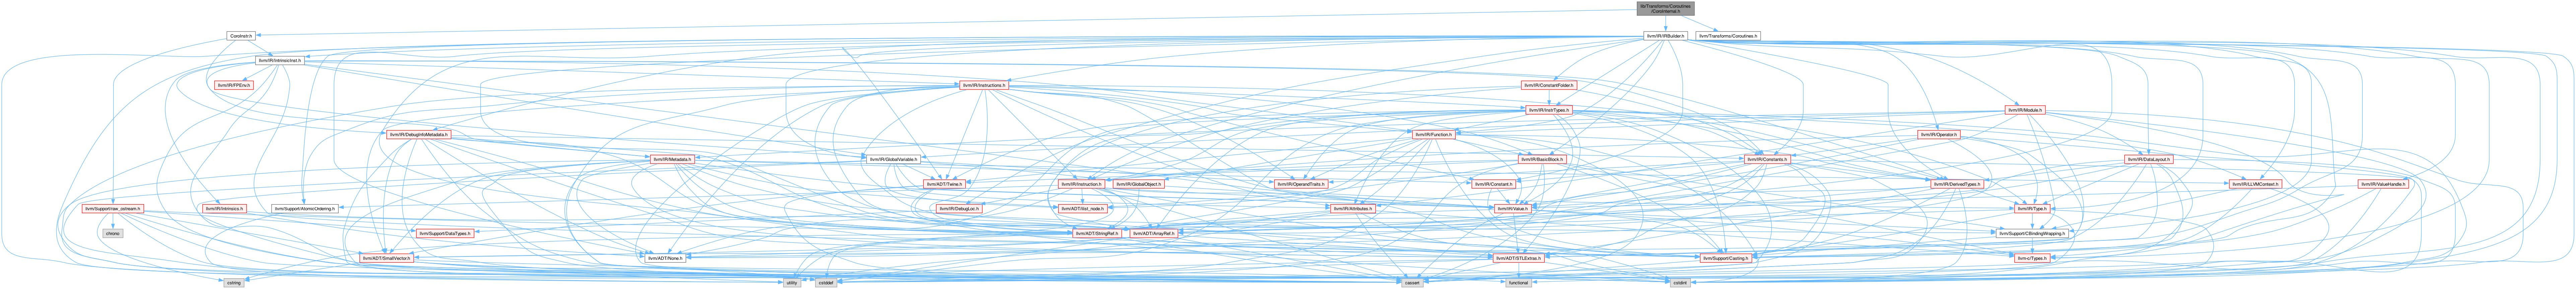 lib/Transforms/Coroutines
/CoroInternal.h
CoroInstr.h
llvm/IR/IRBuilder.h
llvm/Transforms/Coroutines.h
llvm/IR/IntrinsicInst.h
llvm/IR/FPEnv.h
llvm/IR/Instructions.h
llvm/IR/ConstantFolder.h
llvm/IR/InstrTypes.h
llvm/IR/Module.h
llvm/IR/DebugInfoMetadata.h
llvm/IR/Function.h
llvm/IR/Operator.h
llvm/IR/Metadata.h
llvm/IR/GlobalVariable.h
llvm/IR/BasicBlock.h
llvm/IR/Constants.h
llvm/IR/DataLayout.h
llvm/ADT/Twine.h
llvm/IR/Instruction.h
llvm/IR/GlobalObject.h
llvm/IR/Constant.h
llvm/IR/OperandTraits.h
llvm/IR/DerivedTypes.h
llvm/IR/LLVMContext.h
llvm/IR/ValueHandle.h
llvm/Support/raw_ostream.h
llvm/IR/Intrinsics.h
llvm/Support/AtomicOrdering.h
llvm/IR/DebugLoc.h
llvm/ADT/ilist_node.h
llvm/IR/Value.h
llvm/IR/Attributes.h
llvm/IR/Type.h
chrono
llvm/Support/DataTypes.h
llvm/ADT/StringRef.h
llvm/ADT/ArrayRef.h
llvm/Support/CBindingWrapping.h
llvm/ADT/SmallVector.h
llvm/ADT/None.h
llvm/ADT/STLExtras.h
llvm/Support/Casting.h
llvm-c/Types.h
cstring
utility
cstddef
cassert
functional
cstdint